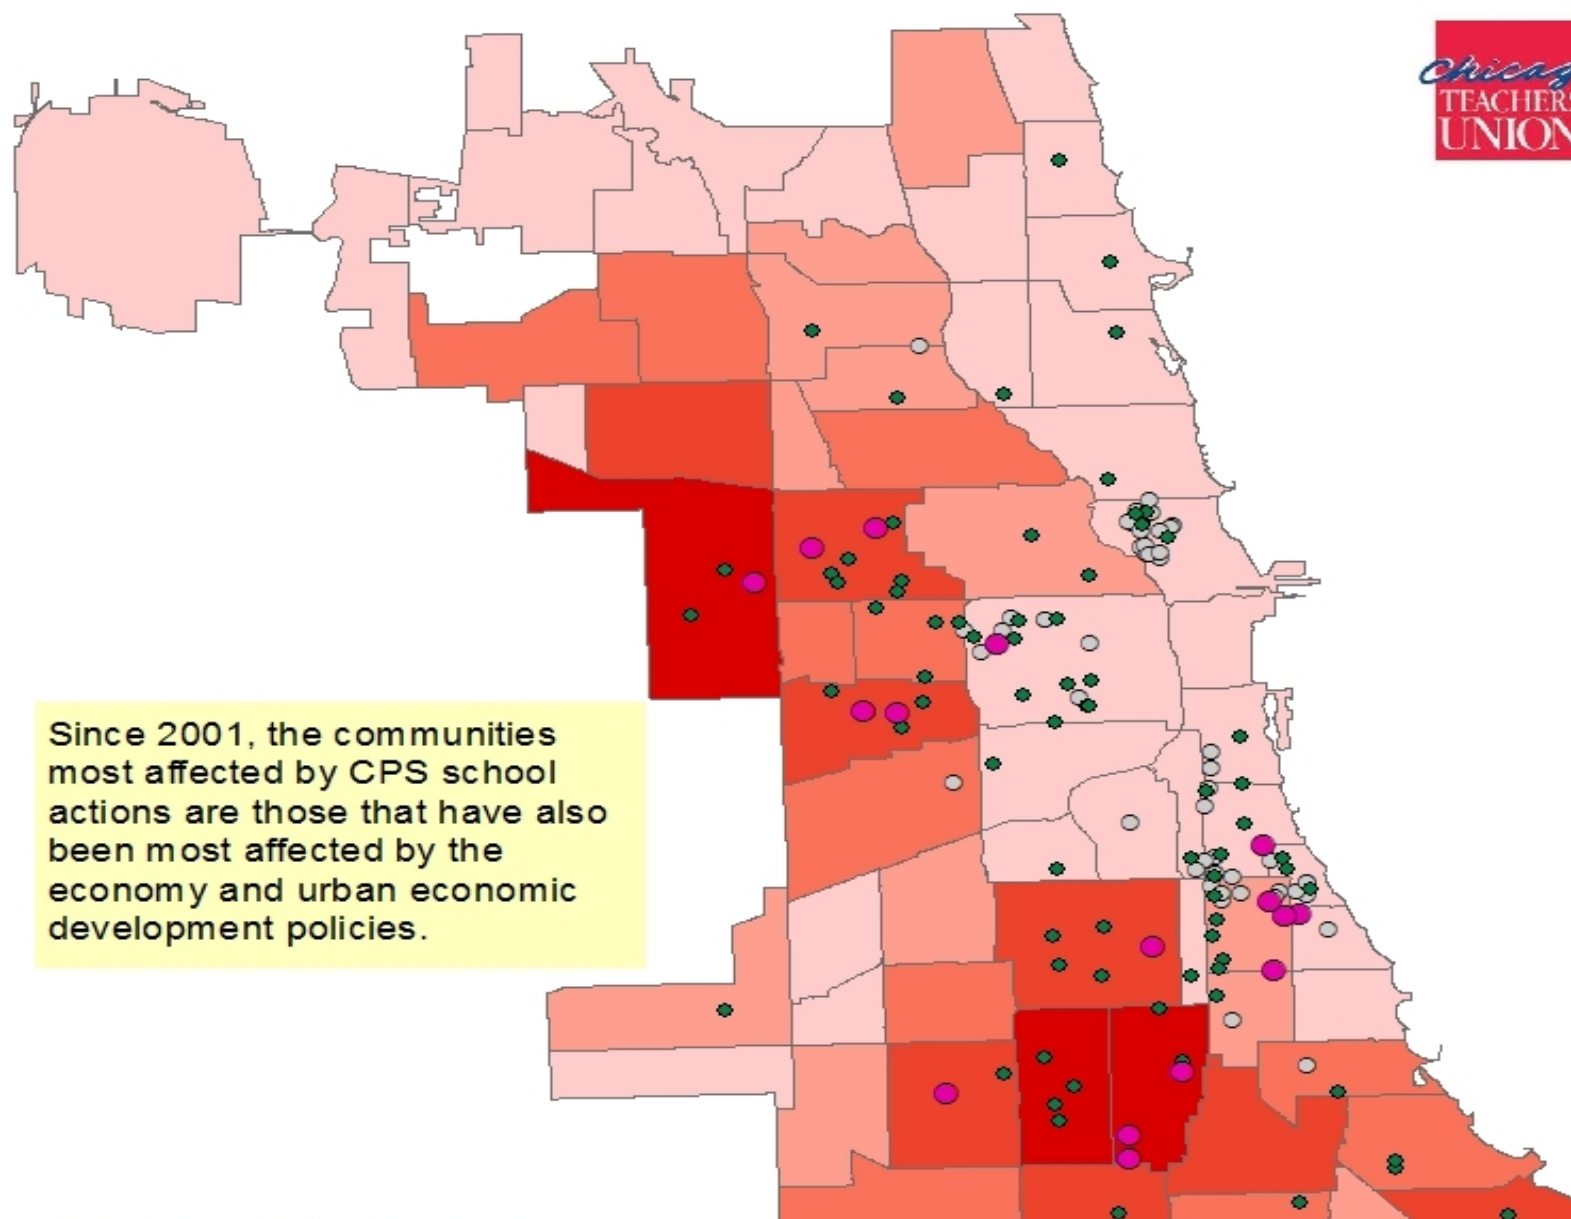 Chicago
TEACHERS
UNION
Since 2001, the communities
most affected by CPS school
actions are those that have also
been most affected by the
economy and urban economic
development policies.